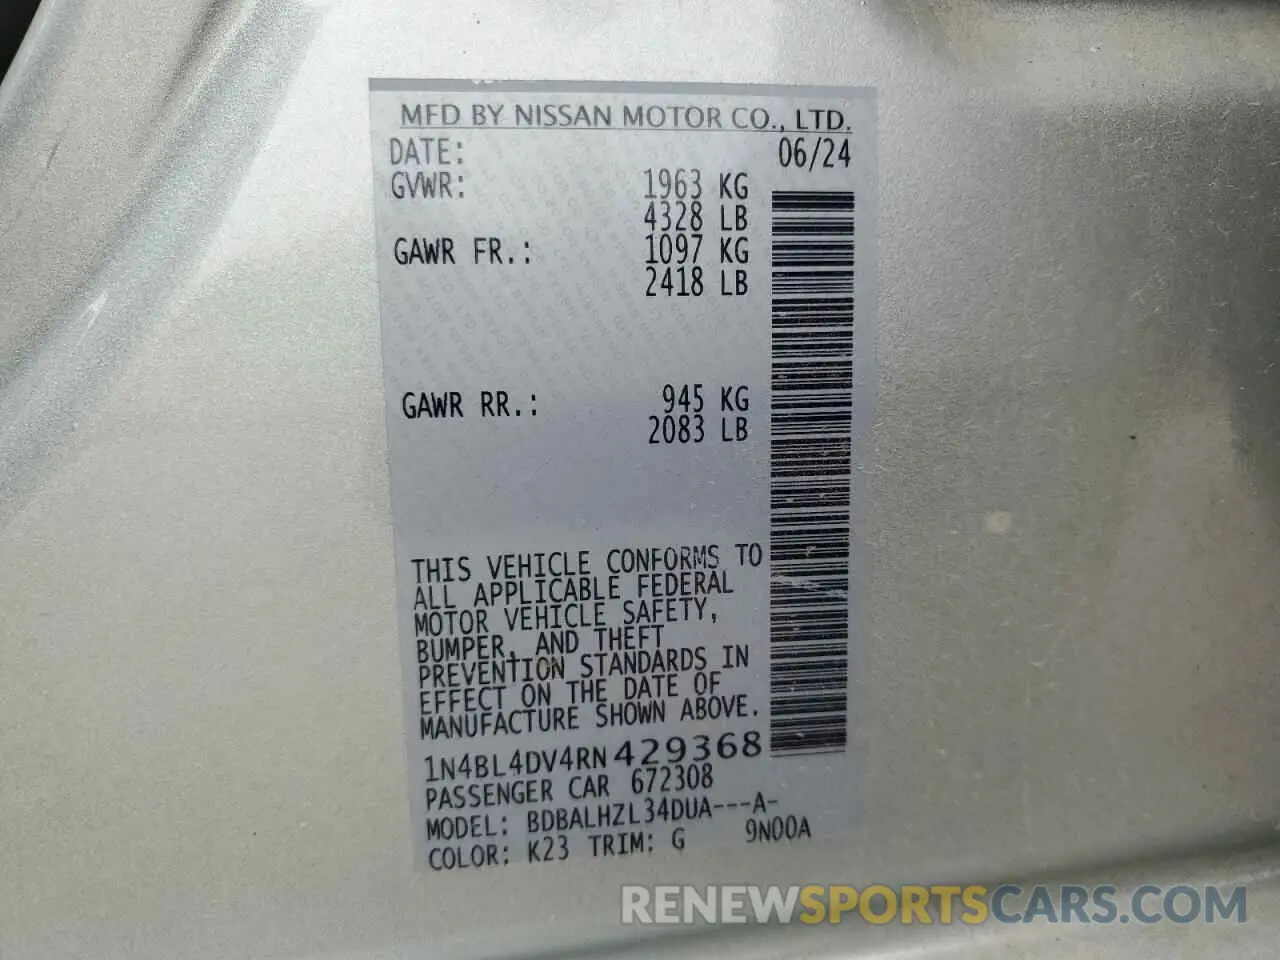 MFD BY NISSAN MOTOR CO., LTD.
DATE: 06/24
GVWR: 1963 KG
4328 LB
GAWR FR.: 1097 KG
2418 LB
GAWR RR.: 945 KG
2083 LB
THIS VEHICLE CONFORMS TO
ALL APPLICABLE FEDERAL
MOTOR VEHICLE SAFETY,
BUMPER, AND THEFT
PREVENTION STANDARDS IN
EFFECT ON THE DATE OF
MANUFACTURE SHOWN ABOVE.
1N4BL4DV4RN429368
PASSENGER CAR 672308
MODEL: BDBALHZL34DUA---A-
COLOR: K23 TRIM: G 9N00A
RENEWSPORTSCARS.COM